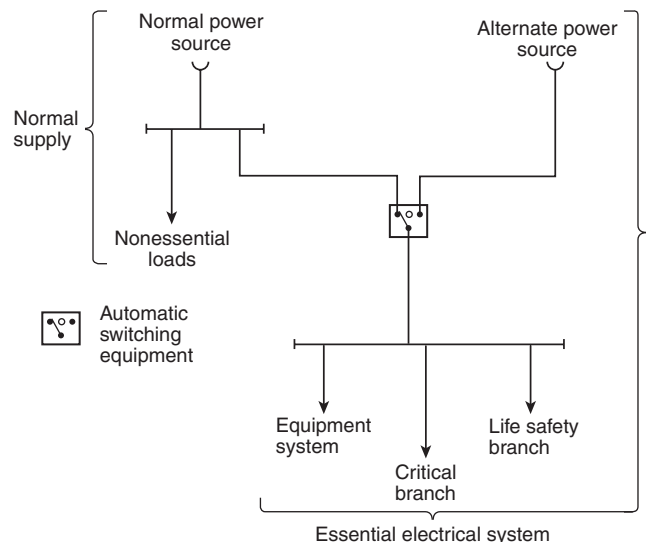 Normal power
source
Alternate power
source
Normal
supply
Nonessential
loads
Automatic
switching
equipment
Equipment
system
Critical
branch
Life safety
branch
Essential electrical system